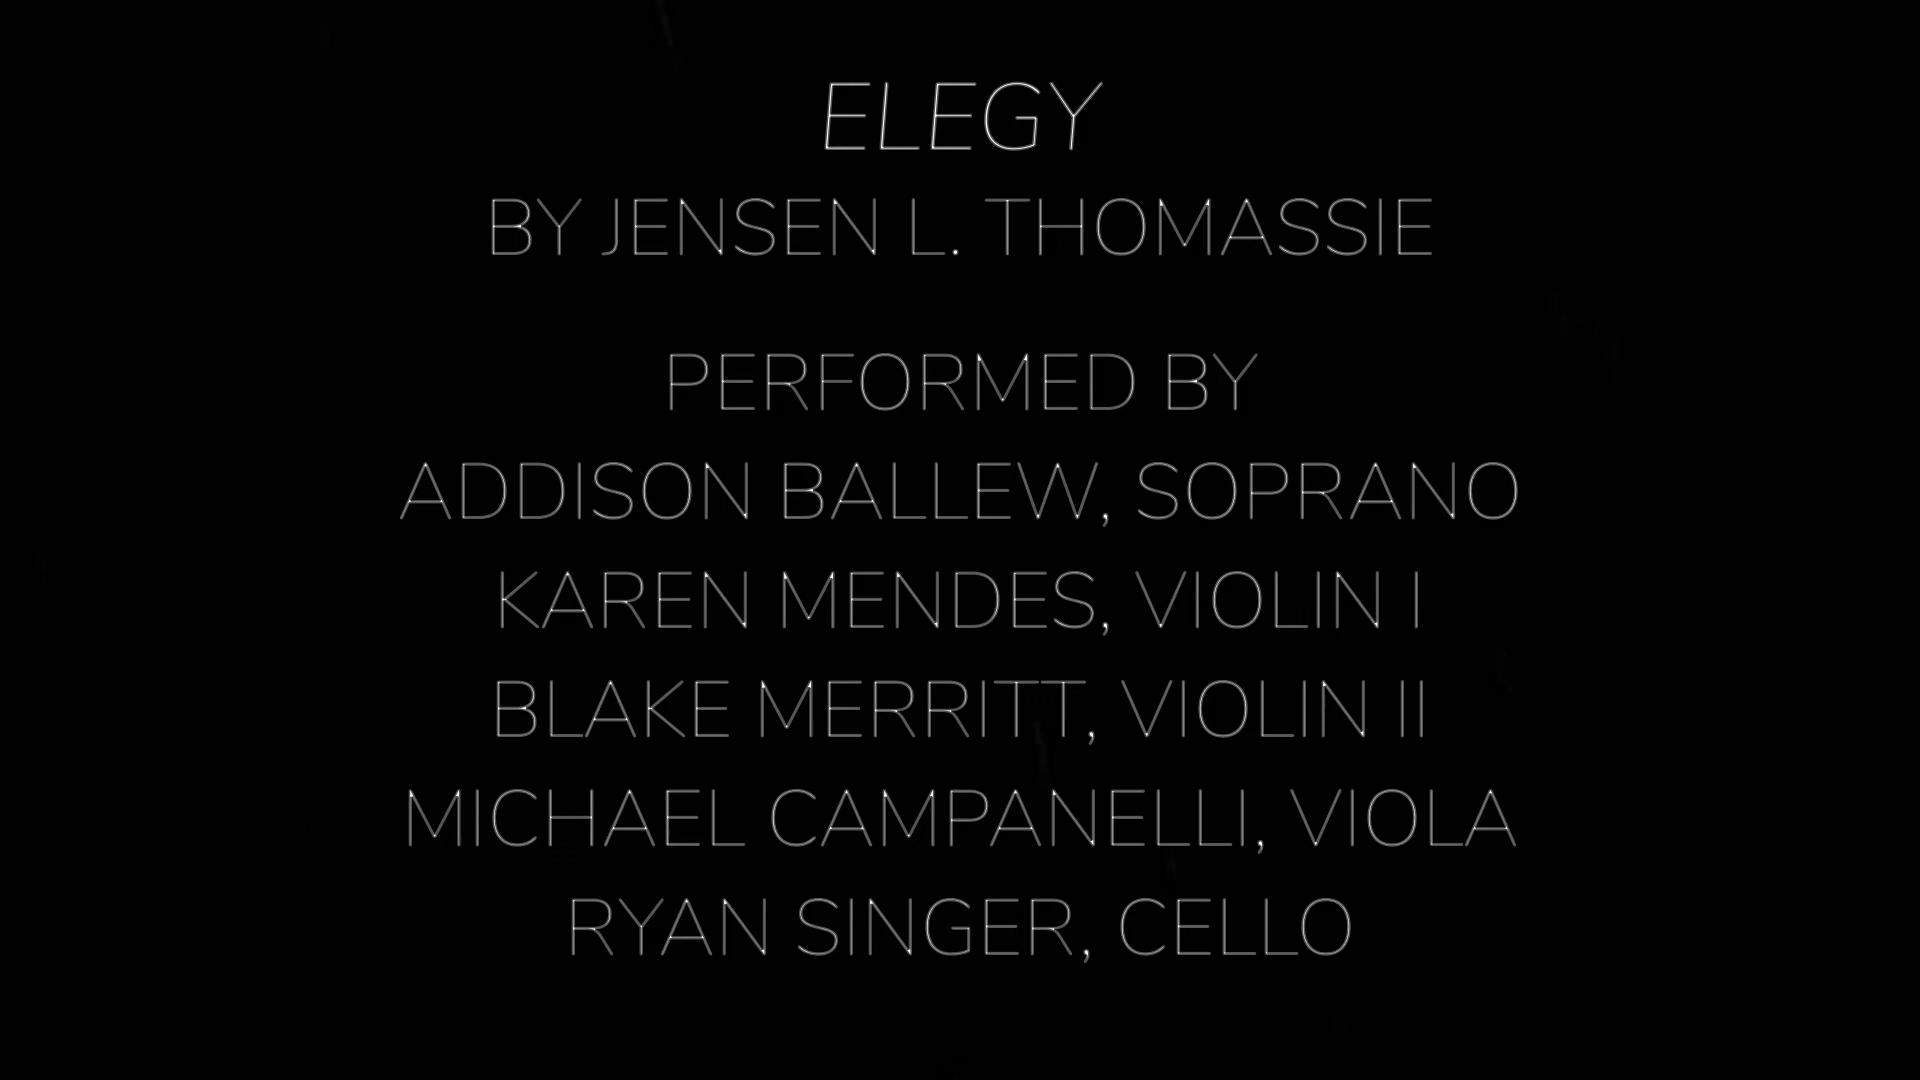 ELEGY
BY JENSEN L. THOMASSIE
PERFORMED BY
ADDISON BALLEW, SOPRANO
KAREN MENDES, VIOLIN I
BLAKE MERRITT, VIOLIN II
MICHAEL CAMPANELLI, VIOLA
RYAN SINGER, CELLO